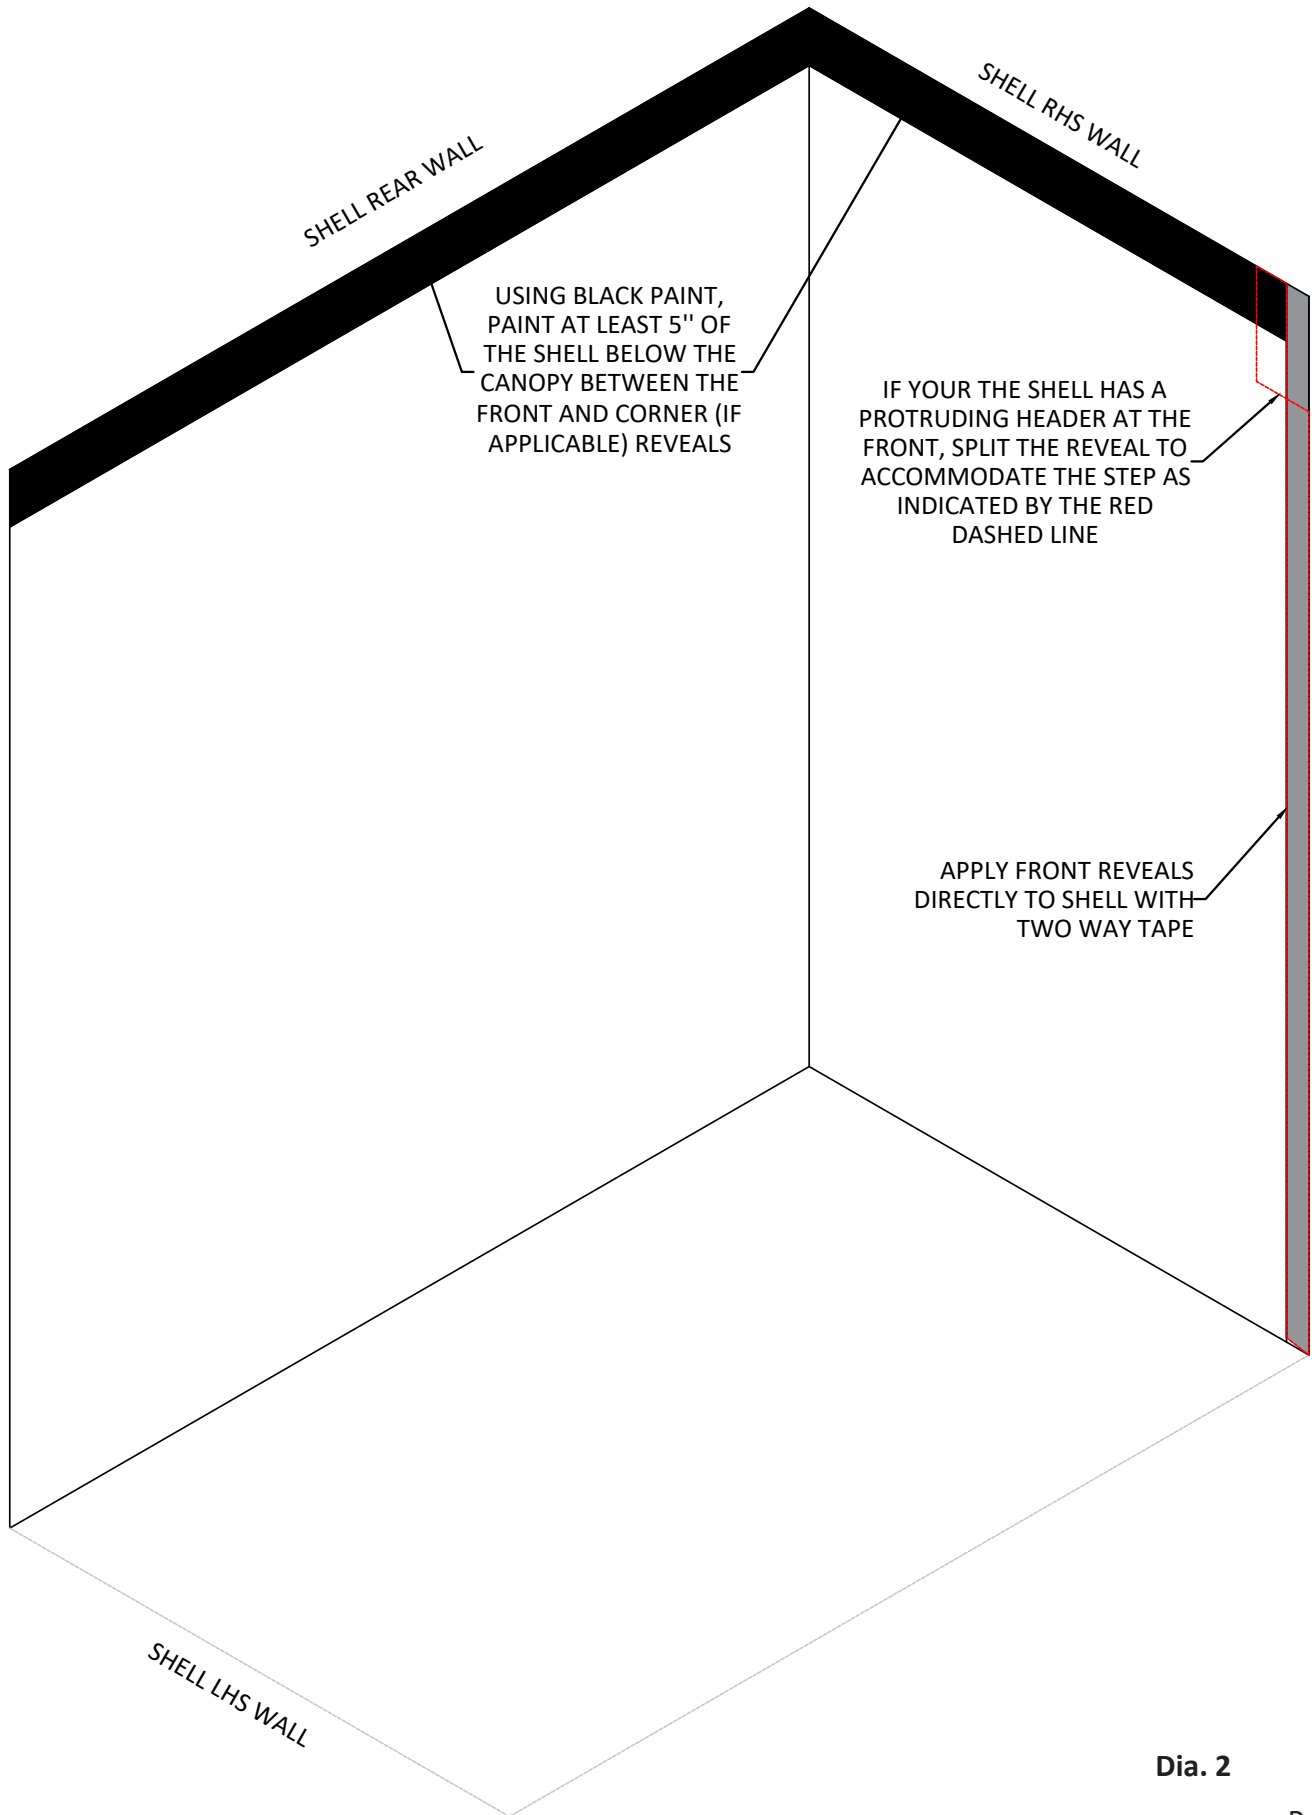 SHELL RHS WALL
SHELL REAR WALL
USING BLACK PAINT,
PAINT AT LEAST 5" OF
THE SHELL BELOW THE
CANOPY BETWEEN THE
FRONT AND CORNER (IF
APPLICABLE) REVEALS
IF YOUR THE SHELL HAS A
PROTRUDING HEADER AT THE
FRONT, SPLIT THE REVEAL TO
ACCOMMODATE THE STEP AS
INDICATED BY THE RED
DASHED LINE
APPLY FRONT REVEALS
DIRECTLY TO SHELL WITH
TWO WAY TAPE
SHELL LHS WALL
Dia. 2